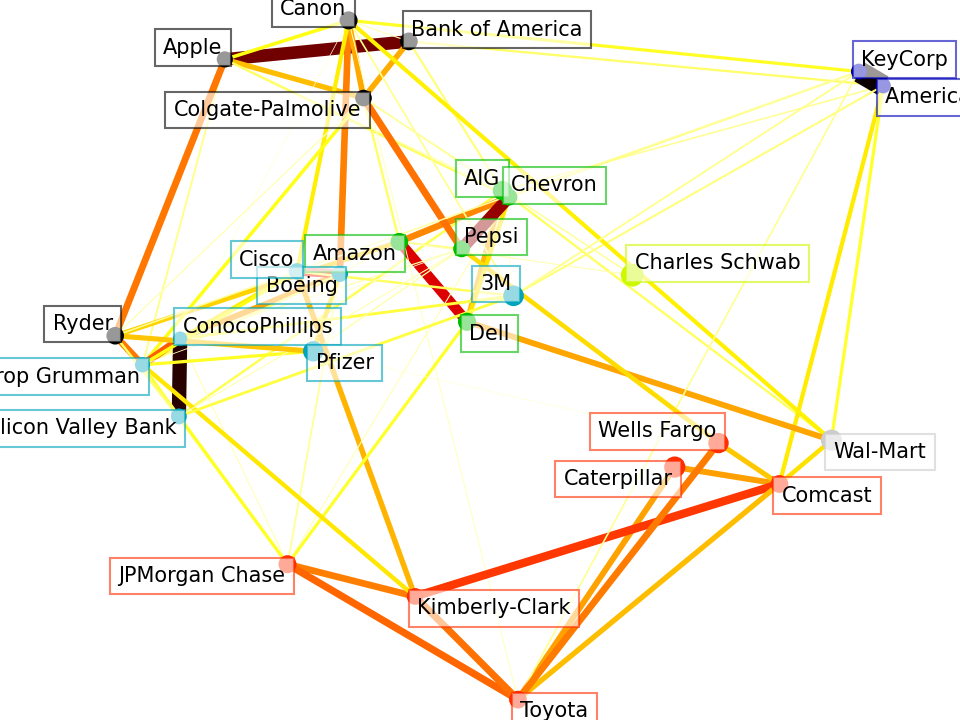 Canon
Bank of America
Apple
KeyCorp
Colgate-Palmolive
AIG
Chevron
Pepsi
Cisco
Amazon
Charles Schwab
Boeing
3M
Ryder
ConocoPhillips
Dell
Pfizer
rop Grumman
licon Valley Bank
Wells Fargo
Wal-Mart
Caterpillar
Comcast
JPMorgan Chase
Kimberly-Clark
Toyota